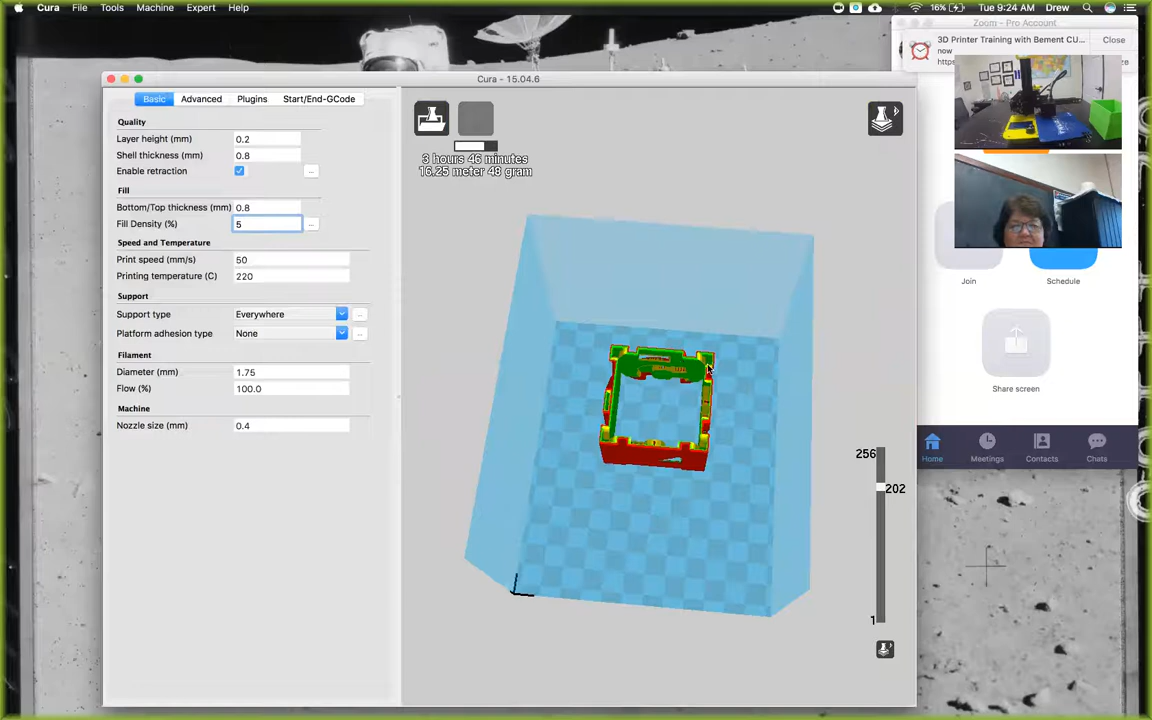 Cura File Tools Machine Expert Help
16% Tue 9:24 AM Drew
Zoom - Pro Account
3D Printer Training with Bement CU...
now
Close
Cura - 15.04.6
Basic Advanced Plugins Start/End-GCode
Quality
Layer height (mm) 0.2
Shell thickness (mm) 0.8
Enable retraction ...
Fill
Bottom/Top thickness (mm) 0.8
Fill Density (%) 5 ...
Speed and Temperature
Print speed (mm/s) 50
Printing temperature (C) 220
Support
Support type Everywhere ...
Platform adhesion type None ...
Filament
Diameter (mm) 1.75
Flow (%) 100.0
Machine
Nozzle size (mm) 0.4
3 hours 46 minutes
16.25 meter 48 gram
256
202
1
Join Schedule
Share screen
Home Meetings Contacts Chats